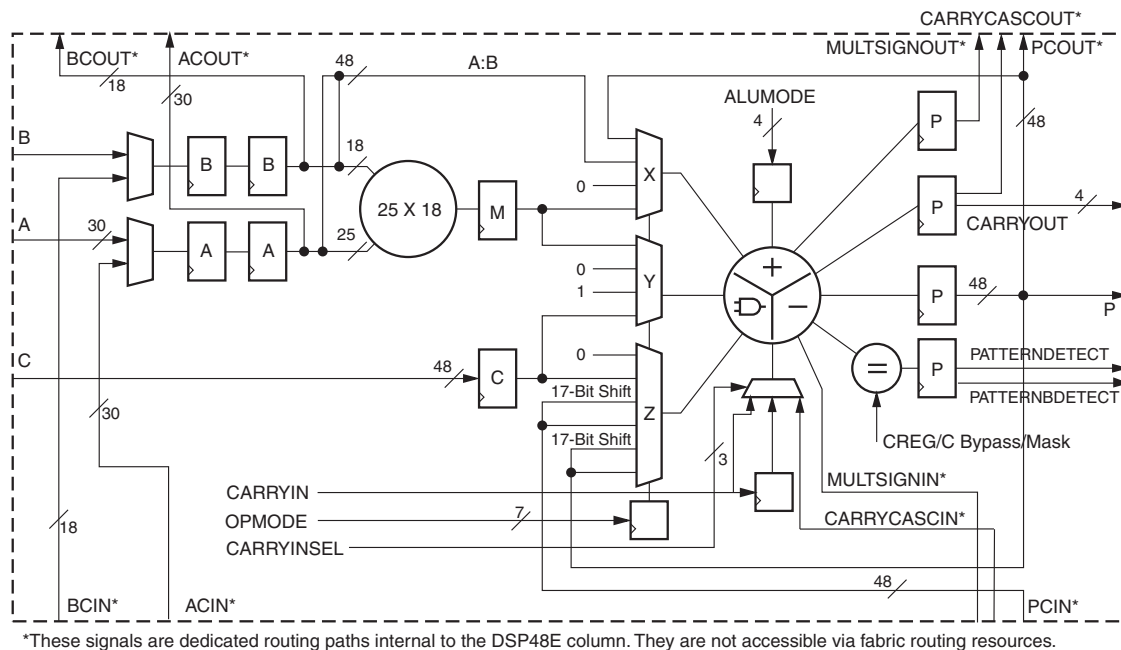 CARRYCASCOUT*
BCOUT*
ACOUT*
MULTSIGNOUT*
PCOUT*
48
A:B
18
30
ALUMODE
4
P
48
B
B
B
18
X
0
25 X 18
M
P
4
CARRYOUT
A
30
A
A
25
0
1
Y
+
−
48
P
P
C
48
C
0
17-Bit Shift
Z
17-Bit Shift
=
P
PATTERNDETECT
PATTERNBDETECT
30
3
CREG/C Bypass/Mask
CARRYIN
MULTSIGNIN*
18
OPMODE
7
CARRYCASCIN*
CARRYINSEL
48
BCIN*
ACIN*
PCIN*
*These signals are dedicated routing paths internal to the DSP48E column. They are not accessible via fabric routing resources.